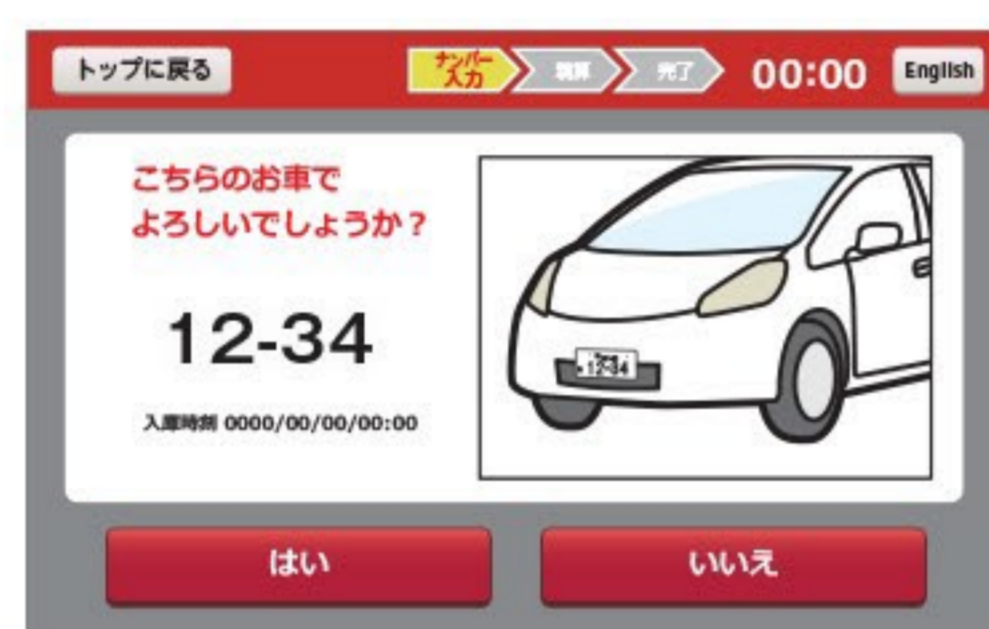 トップに戻る
ナンバー
入力
精算
完了
00:00
English
こちらのお車で
よろしいでしょうか？
12-34
入庫時刻 0000/00/00/00:00
12-34
はい
いいえ